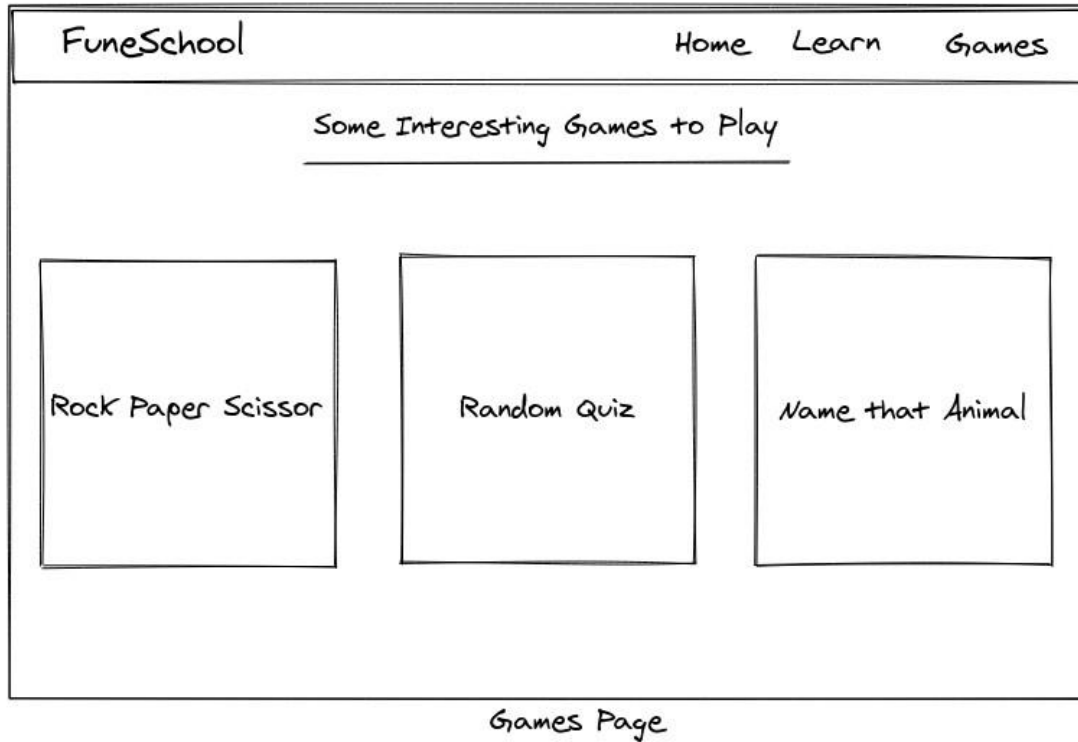 FuneSchool Home Learn Games
Some Interesting Games to Play
Rock Paper Scissor Random Quiz Name that Animal
Games Page